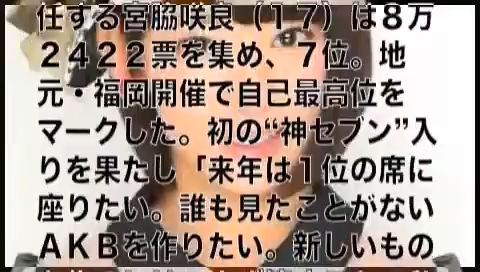 任する宮脇咲良（１７）は８万
２４２２票を集め、７位。地
元・福岡開催で自己最高位を
マークした。初の“神セブン”入
りを果たし「来年は１位の席に
座りたい。誰も見たことがない
ＡＫＢを作りたい。新しいもの